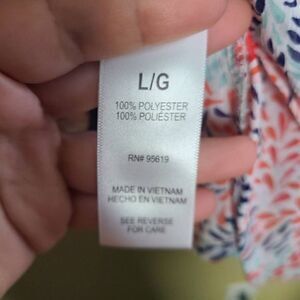 L/G
100% POLYESTER
100% POLIÉSTER
RN# 95619
MADE IN VIETNAM
HECHO EN VIETNAM
SEE REVERSE
FOR CARE